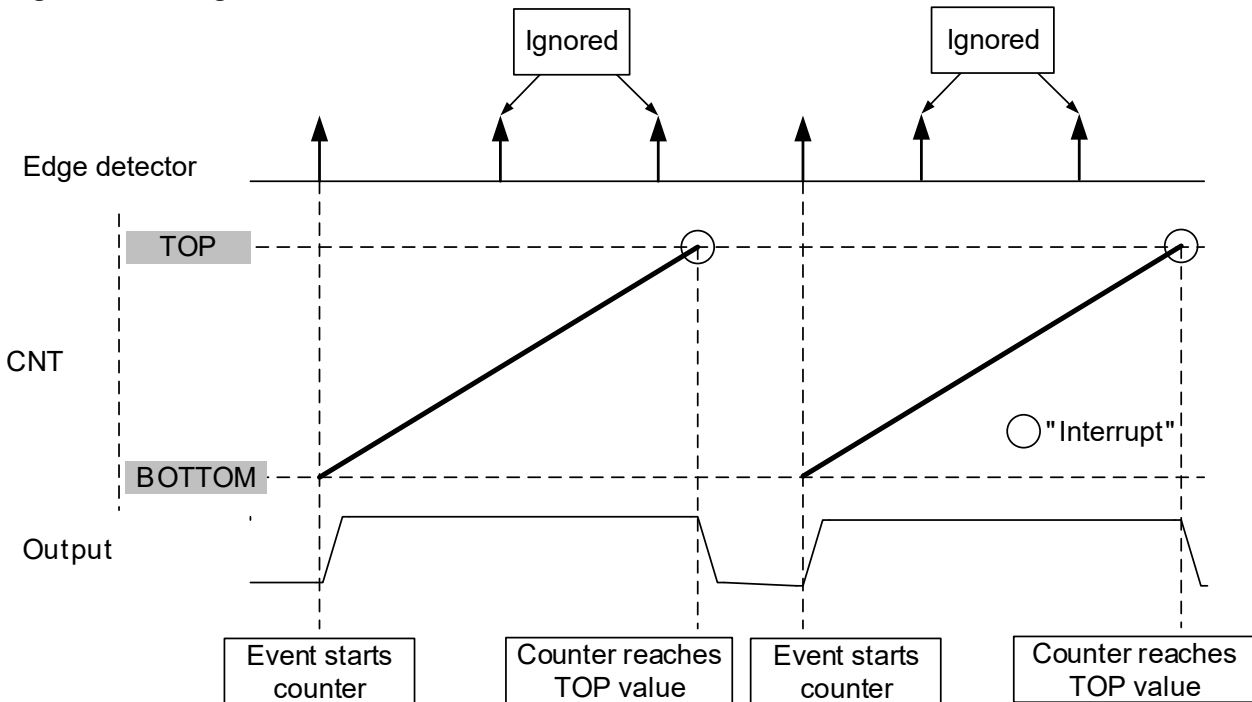 Ignored
Ignored
Edge detector
TOP
CNT
"Interrupt"
BOTTOM
Output
Event starts
counter
Counter reaches
TOP value
Event starts
counter
Counter reaches
TOP value